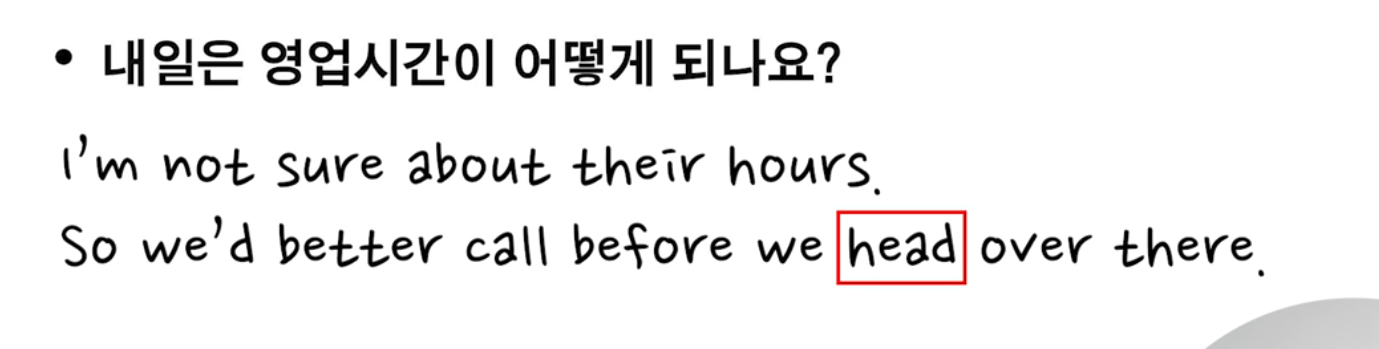 • 내일은 영업시간이 어떻게 되나요?
I'm not sure about their hours.
So we'd better call before we head over there.